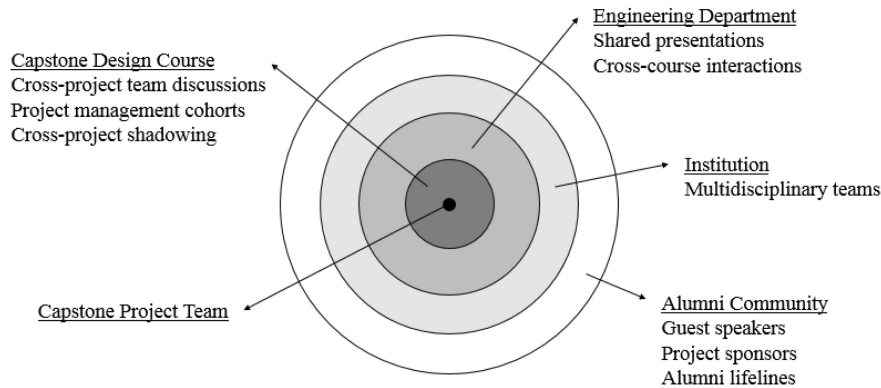 Engineering Department
Shared presentations
Cross-course interactions
Capstone Design Course
Cross-project team discussions
Project management cohorts
Cross-project shadowing
Institution
Multidisciplinary teams
Capstone Project Team
Alumni Community
Guest speakers
Project sponsors
Alumni lifelines